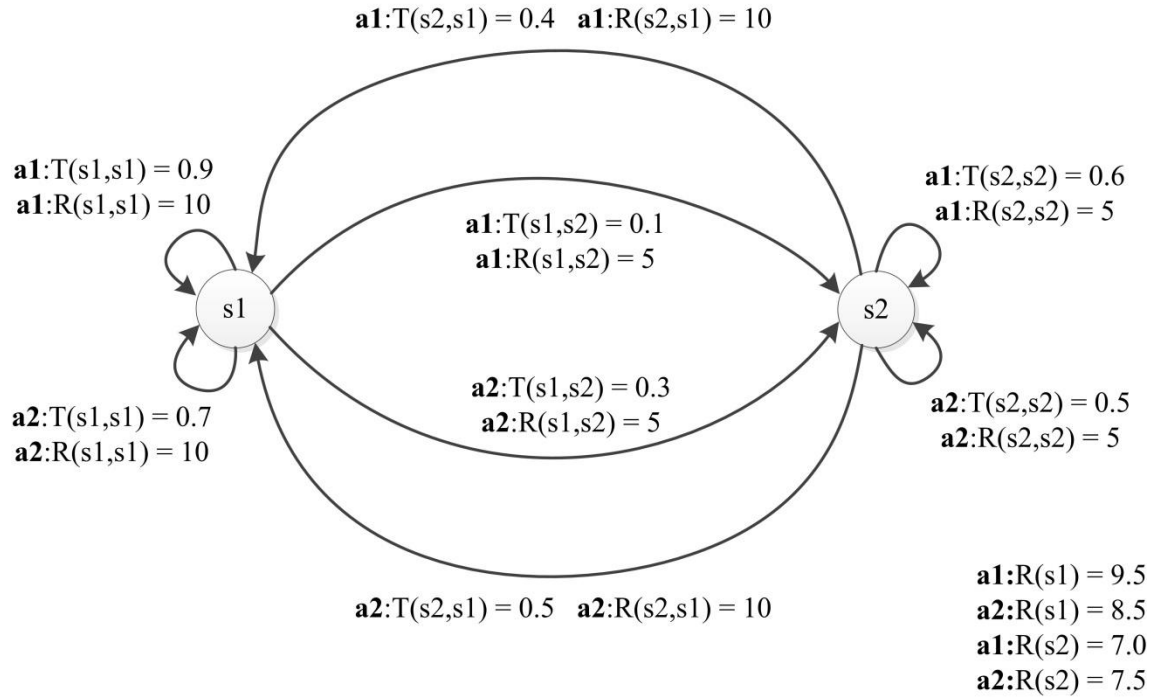 a1:T(s2,s1) = 0.4 a1:R(s2,s1) = 10
a1:T(s1,s1) = 0.9
a1:R(s1,s1) = 10
a1:T(s1,s2) = 0.1
a1:R(s1,s2) = 5
a1:T(s2,s2) = 0.6
a1:R(s2,s2) = 5
s1
s2
a2:T(s1,s1) = 0.7
a2:R(s1,s1) = 10
a2:T(s1,s2) = 0.3
a2:R(s1,s2) = 5
a2:T(s2,s2) = 0.5
a2:R(s2,s2) = 5
a2:T(s2,s1) = 0.5 a2:R(s2,s1) = 10
a1:R(s1) = 9.5
a2:R(s1) = 8.5
a1:R(s2) = 7.0
a2:R(s2) = 7.5